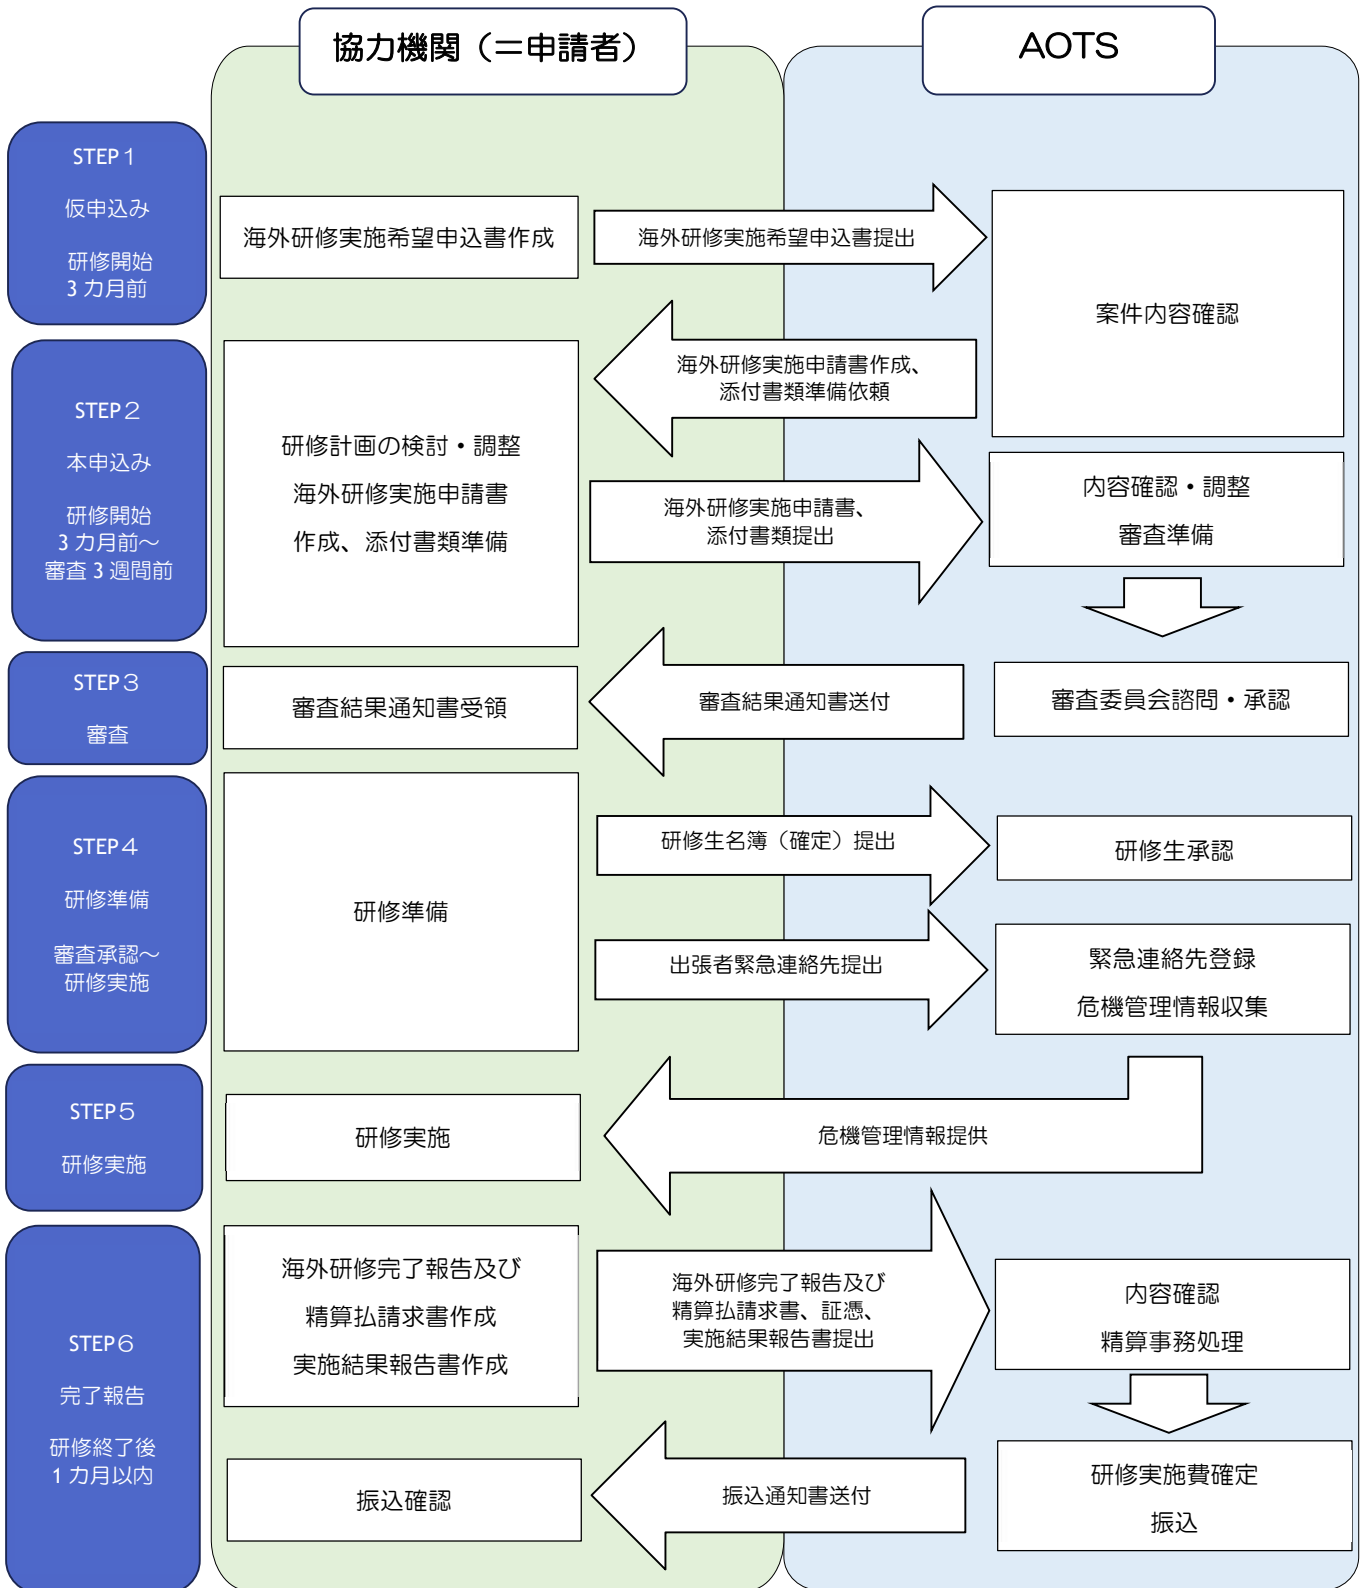 協力機関（＝申請者）
AOTS
STEP１
仮申込み
研修開始
3 カ月前
海外研修実施希望申込書作成
海外研修実施希望申込書提出
案件内容確認
海外研修実施申請書作成、
添付書類準備依頼
STEP２
本申込み
研修開始
3 カ月前～
審査 3 週間前
研修計画の検討・調整
海外研修実施申請書
作成、添付書類準備
海外研修実施申請書、
添付書類提出
内容確認・調整
審査準備
STEP３
審査
審査結果通知書受領
審査結果通知書送付
審査委員会諮問・承認
STEP４
研修準備
審査承認～
研修実施
研修準備
研修生名簿（確定）提出
研修生承認
出張者緊急連絡先提出
緊急連絡先登録
危機管理情報収集
STEP５
研修実施
研修実施
危機管理情報提供
STEP６
完了報告
研修終了後
1 カ月以内
海外研修完了報告及び
精算払請求書作成
実施結果報告書作成
海外研修完了報告及び
精算払請求書、証憑、
実施結果報告書提出
内容確認
精算事務処理
振込確認
振込通知書送付
研修実施費確定
振込